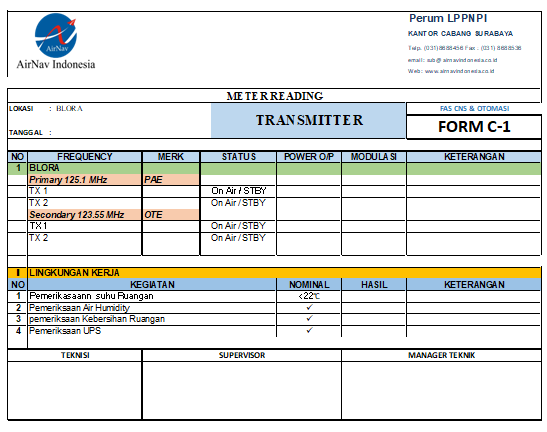 Perum LPPNPI
KANTOR CABANG SURABAYA
Telp. (031)8688456 Fax : (031) 8688536
email : sub@airnavindonesia.co.id
Web : www.airnavindonesia.co.id
AirNav
AirNav Indonesia
METER READING
LOKASI : BLORA
TANGGAL :
TRANSMITTER
FAS CNS & OTOMASI
FORM C-1
NO FREQUENCY MERK STATUS POWER O/P MODULASI KETERANGAN
1 BLORA
Primary 125.1 MHz PAE
TX 1 On Air / STBY
TX 2 On Air / STBY
Secondary 123.55 MHz OTE
TX 1 On Air / STBY
TX 2 On Air / STBY
II LINGKUNGAN KERJA
NO KEGIATAN NOMINAL HASIL KETERANGAN
1 Pemerikasaann suhu Ruangan <22℃
2 Pemeriksaan Air Humidity ✓
3 pemeriksaan Kebersihan Ruangan ✓
4 Pemeriksaan UPS ✓
TEKNISI SUPERVISOR MANAGER TEKNIK